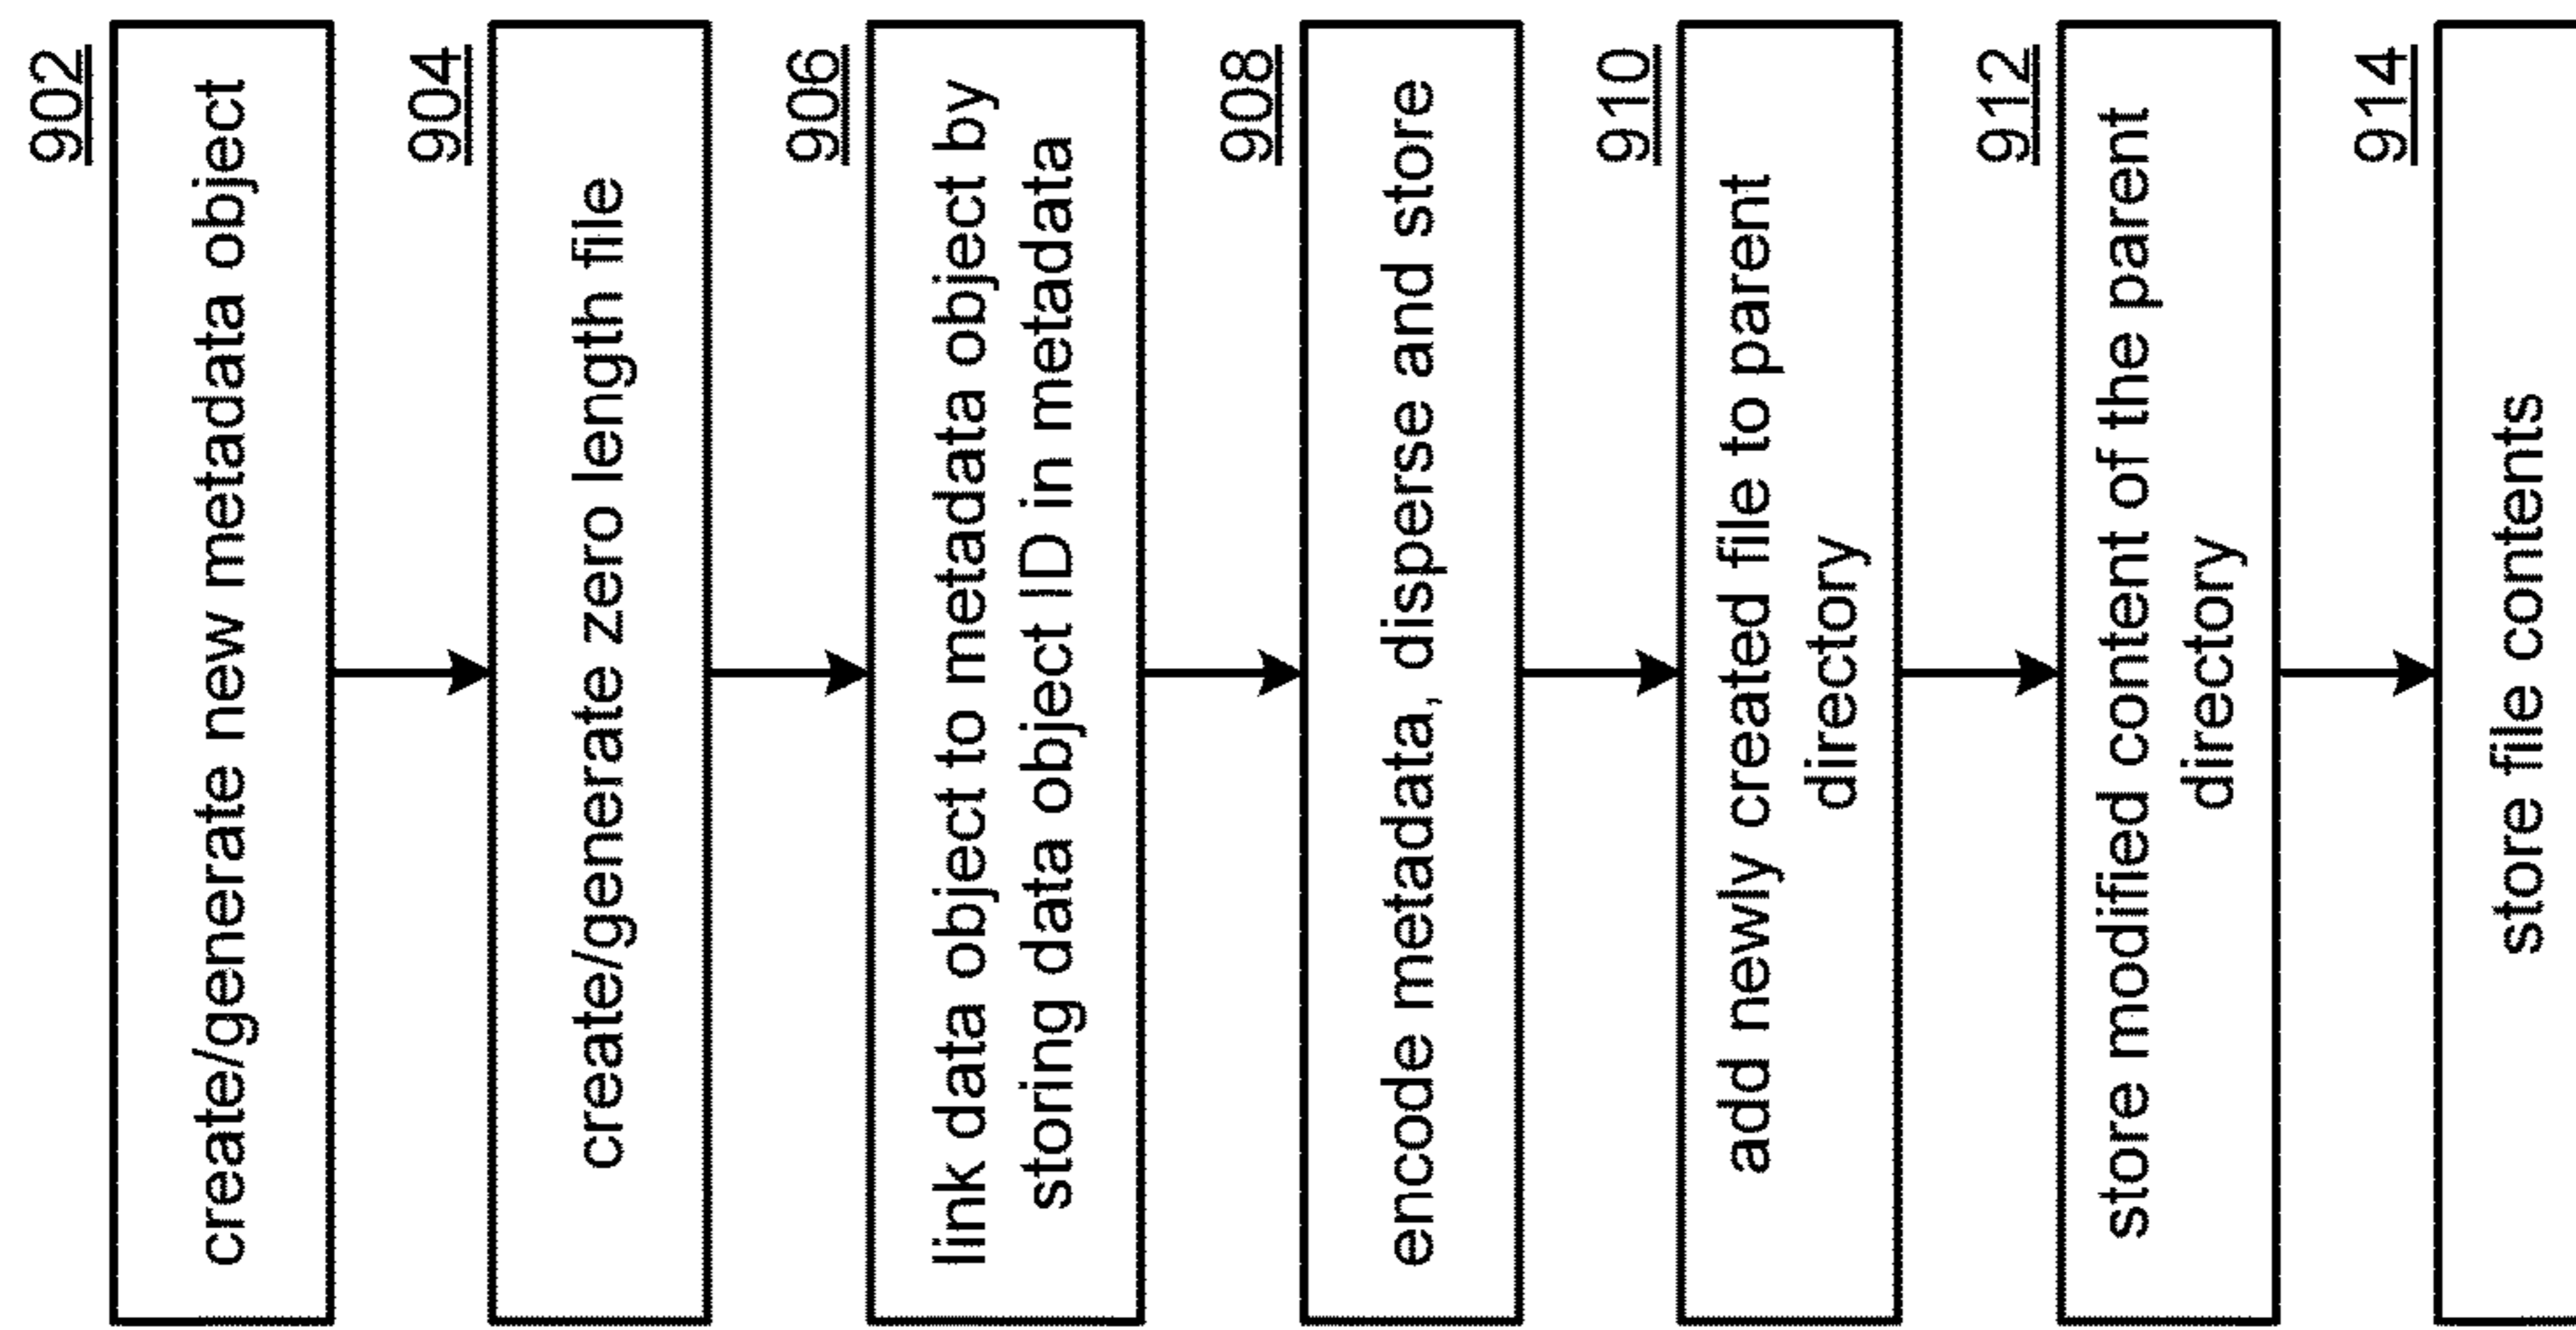 902
create/generate new metadata object
904
create/generate zero length file
906
link data object to metadata object by
storing data object ID in metadata
908
encode metadata, disperse and store
910
add newly created file to parent
directory
912
store modified content of the parent
directory
914
store file contents